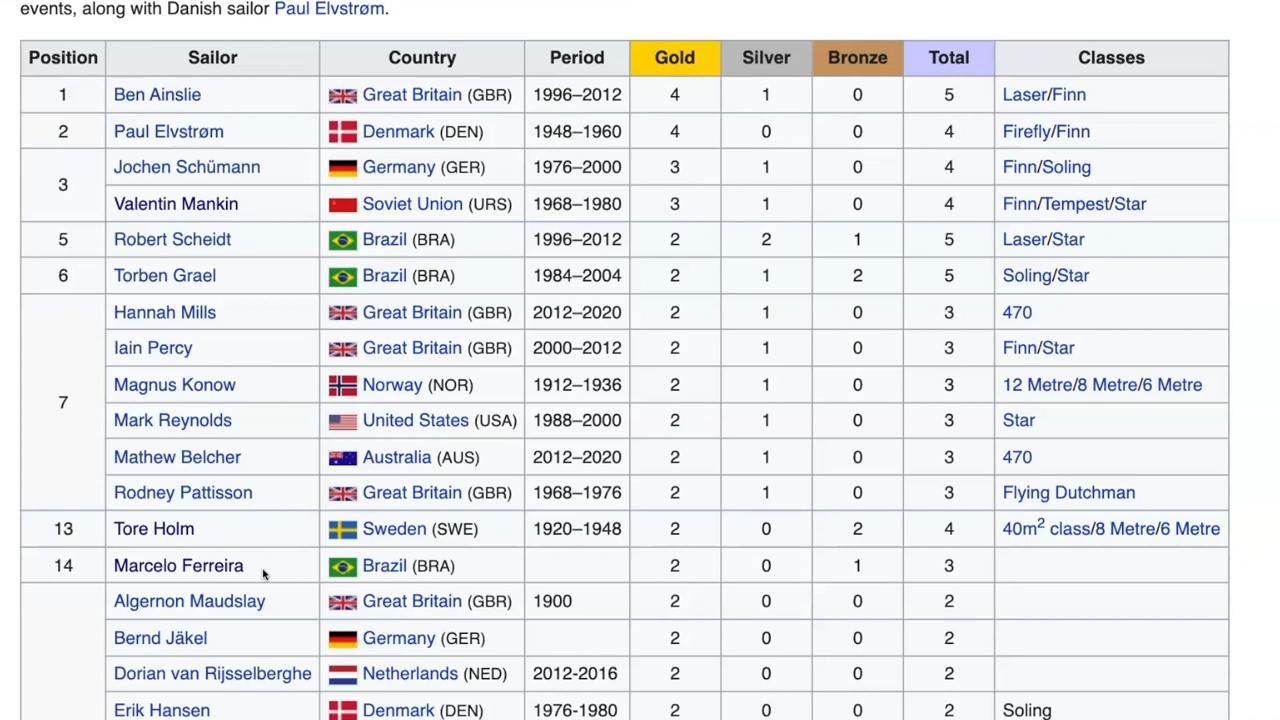 events, along with Danish sailor Paul Elvstrøm.
Position Sailor Country Period Gold Silver Bronze Total Classes
1 Ben Ainslie Great Britain (GBR) 1996–2012 4 1 0 5 Laser/Finn
2 Paul Elvstrøm Denmark (DEN) 1948–1960 4 0 0 4 Firefly/Finn
3 Jochen Schümann Germany (GER) 1976–2000 3 1 0 4 Finn/Soling
Valentin Mankin Soviet Union (URS) 1968–1980 3 1 0 4 Finn/Tempest/Star
5 Robert Scheidt Brazil (BRA) 1996–2012 2 2 1 5 Laser/Star
6 Torben Grael Brazil (BRA) 1984–2004 2 1 2 5 Soling/Star
7 Hannah Mills Great Britain (GBR) 2012–2020 2 1 0 3 470
Iain Percy Great Britain (GBR) 2000–2012 2 1 0 3 Finn/Star
Magnus Konow Norway (NOR) 1912–1936 2 1 0 3 12 Metre/8 Metre/6 Metre
Mark Reynolds United States (USA) 1988–2000 2 1 0 3 Star
Mathew Belcher Australia (AUS) 2012–2020 2 1 0 3 470
Rodney Pattisson Great Britain (GBR) 1968–1976 2 1 0 3 Flying Dutchman
13 Tore Holm Sweden (SWE) 1920–1948 2 0 2 4 40m² class/8 Metre/6 Metre
14 Marcelo Ferreira Brazil (BRA) 2 0 1 3
Algernon Maudslay Great Britain (GBR) 1900 2 0 0 2
Bernd Jäkel Germany (GER) 2 0 0 2
Dorian van Rijsselberghe Netherlands (NED) 2012-2016 2 0 0 2
Erik Hansen Denmark (DEN) 1976-1980 2 0 0 2 Soling